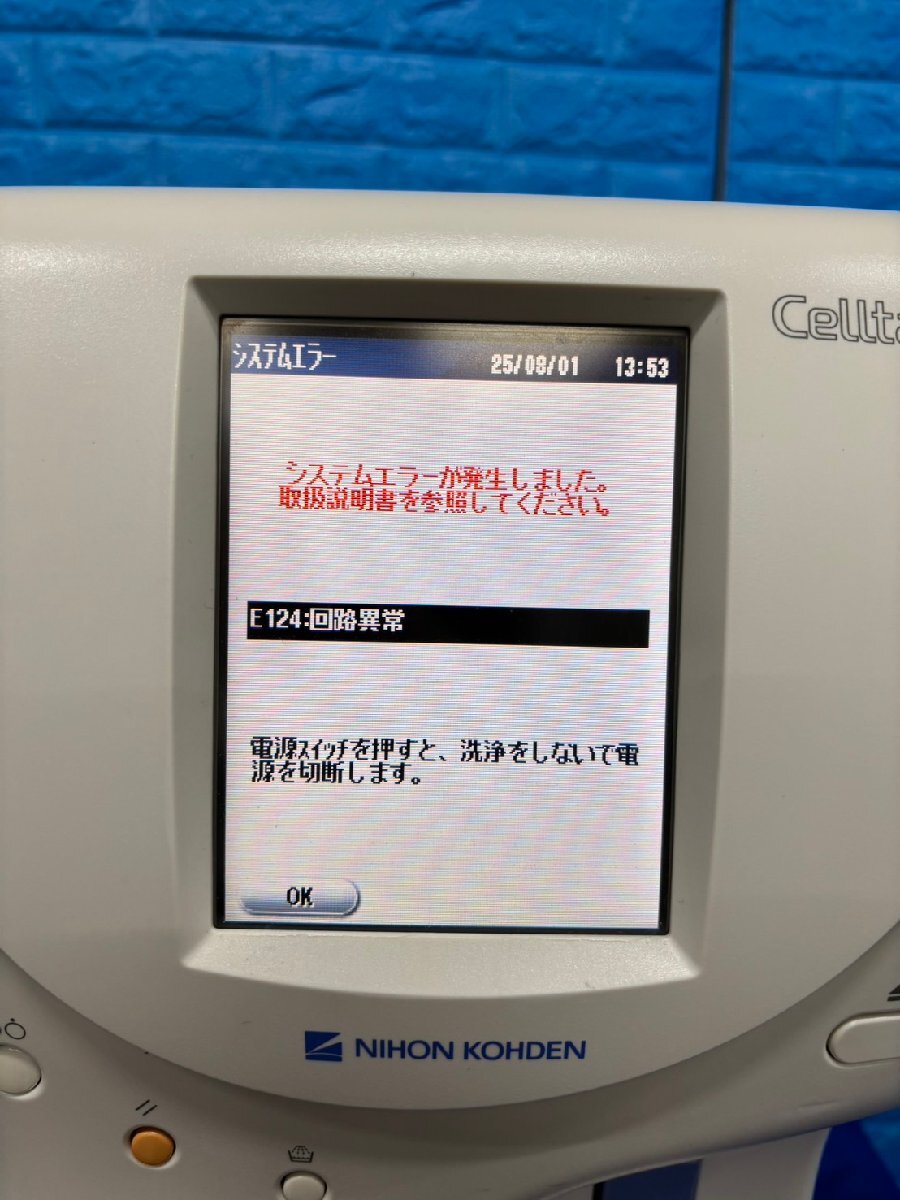 Cellta
システムエラー 25/08/01 13:53
システムエラーが発生しました。
取扱説明書を参照してください。
E124:回路異常
電源スイッチを押すと、洗浄をしないで電
源を切断します。
OK
NIHON KOHDEN